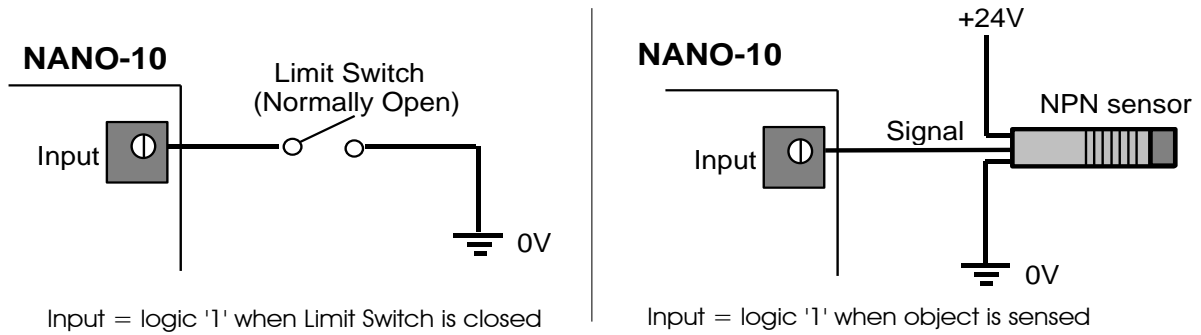 NANO-10
Limit Switch
(Normally Open)
Input
0V
Input = logic '1' when Limit Switch is closed
+24V
NANO-10
NPN sensor
Signal
Input
0V
Input = logic '1' when object is sensed